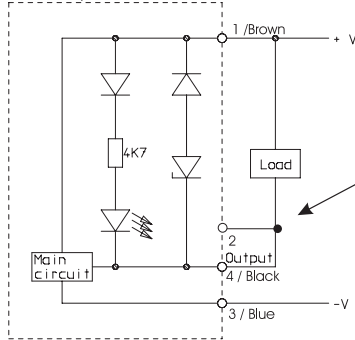 1 /Brown
+ V
4K7
Load
2
Output
Main
circuit
4 / Black
3 / Blue
-V